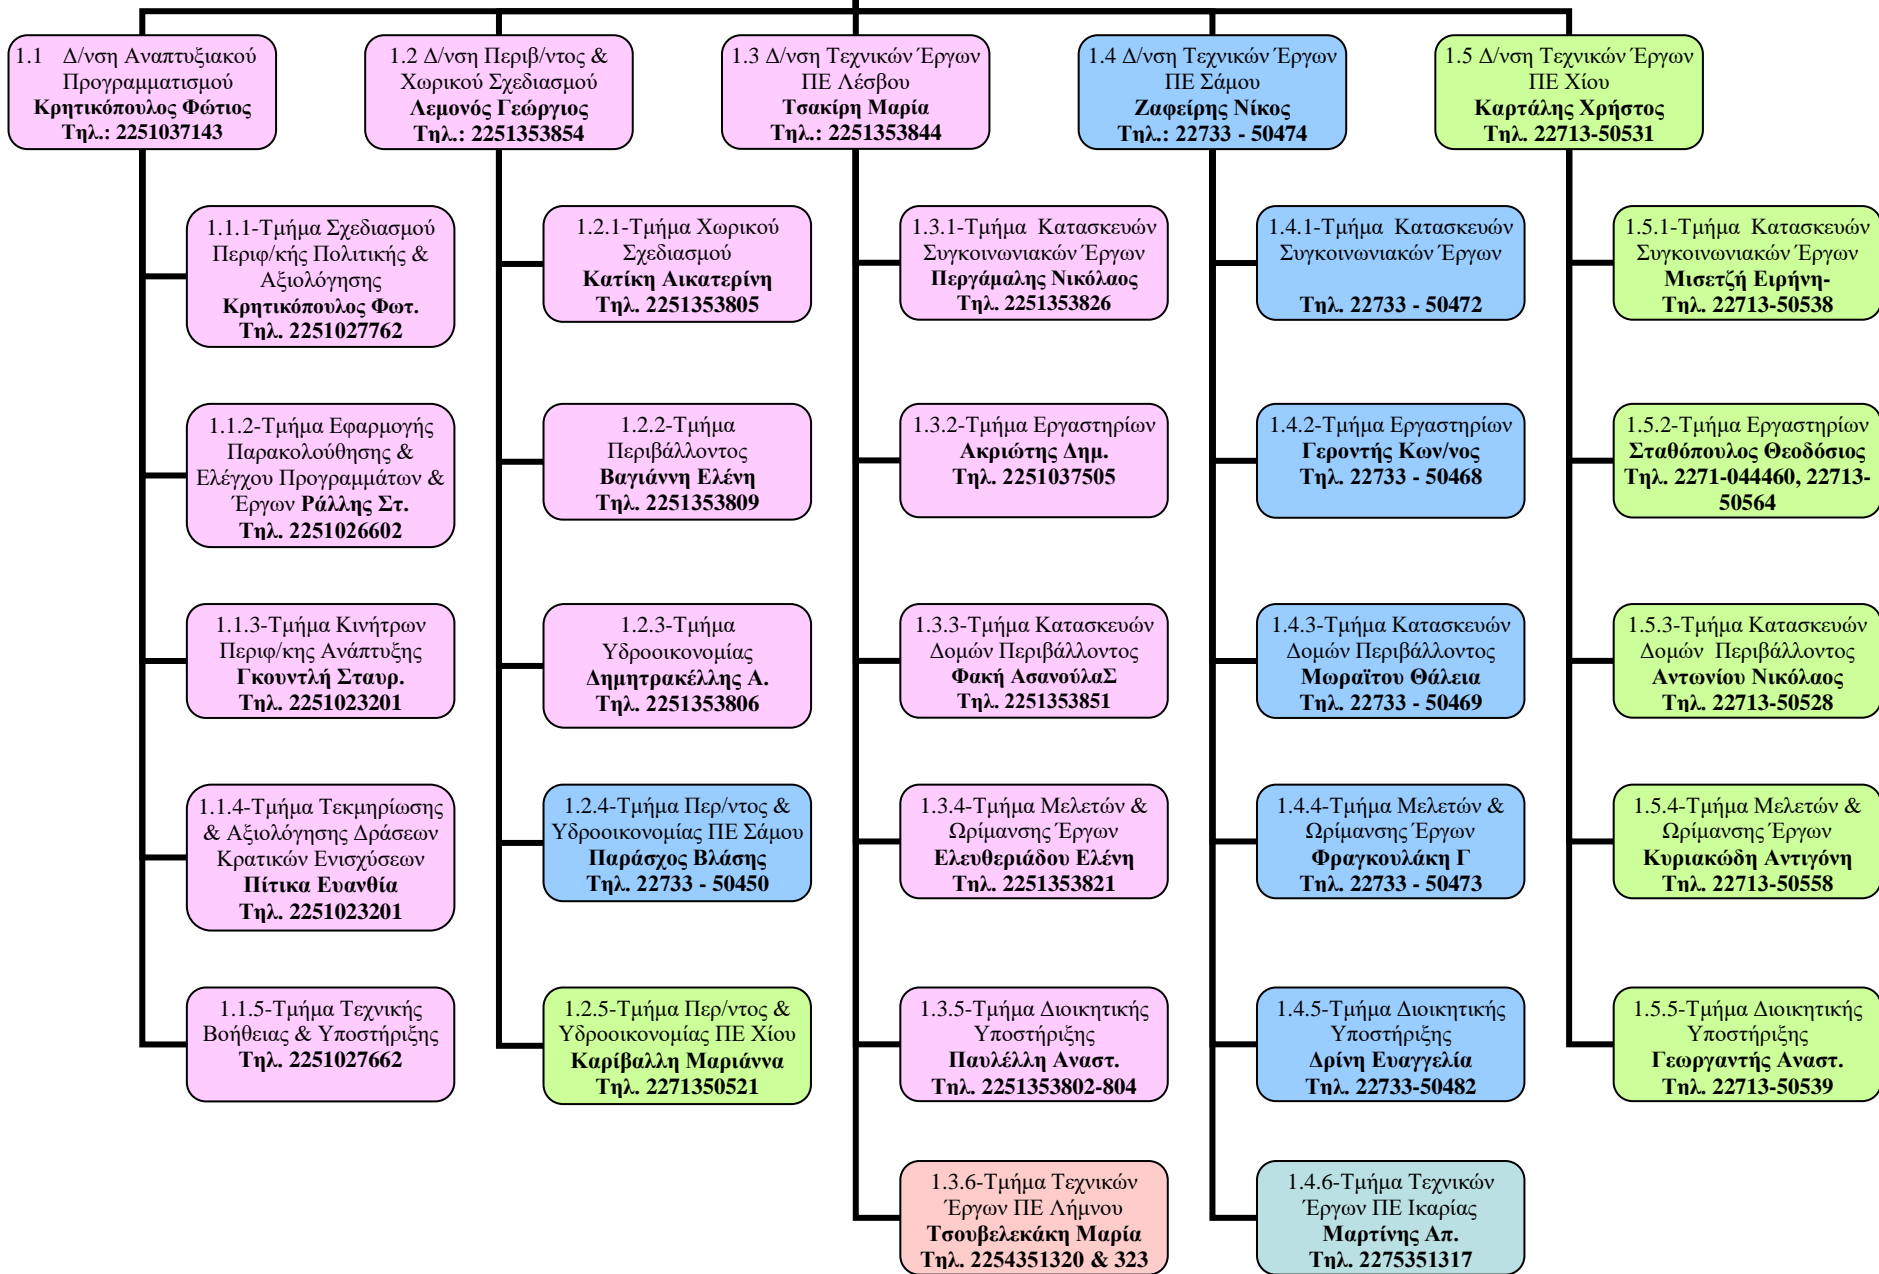 1.1 Δ/νση Αναπτυξιακού
Προγραμματισμού
Κρητικόπουλος Φώτιος
Τηλ.: 2251037143
1.2 Δ/νση Περιβ/ντος &
Χωρικού Σχεδιασμού
Λεμονός Γεώργιος
Τηλ.: 2251353854
1.3 Δ/νση Τεχνικών Έργων
ΠΕ Λέσβου
Τσακίρη Μαρία
Τηλ.: 2251353844
1.4 Δ/νση Τεχνικών Έργων
ΠΕ Σάμου
Ζαφείρης Νίκος
Τηλ.: 22733 - 50474
1.5 Δ/νση Τεχνικών Έργων
ΠΕ Χίου
Καρτάλης Χρήστος
Τηλ. 22713-50531
1.1.1-Τμήμα Σχεδιασμού
Περιφ/κής Πολιτικής &
Αξιολόγησης
Κρητικόπουλος Φωτ.
Τηλ. 2251027762
1.2.1-Τμήμα Χωρικού
Σχεδιασμού
Κατίκη Αικατερίνη
Τηλ. 2251353805
1.3.1-Τμήμα Κατασκευών
Συγκοινωνιακών Έργων
Περγάμαλης Νικόλαος
Τηλ. 2251353826
1.4.1-Τμήμα Κατασκευών
Συγκοινωνιακών Έργων
Τηλ. 22733 - 50472
1.5.1-Τμήμα Κατασκευών
Συγκοινωνιακών Έργων
Μισετζή Ειρήνη-
Τηλ. 22713-50538
1.1.2-Τμήμα Εφαρμογής
Παρακολούθησης &
Ελέγχου Προγραμμάτων &
Έργων Ράλλης Στ.
Τηλ. 2251026602
1.2.2-Τμήμα
Περιβάλλοντος
Βαγιάννη Ελένη
Τηλ. 2251353809
1.3.2-Τμήμα Εργαστηρίων
Ακριώτης Δημ.
Τηλ. 2251037505
1.4.2-Τμήμα Εργαστηρίων
Γεροντής Κων/νος
Τηλ. 22733 - 50468
1.5.2-Τμήμα Εργαστηρίων
Σταθόπουλος Θεοδόσιος
Τηλ. 2271-044460, 22713-
50564
1.1.3-Τμήμα Κινήτρων
Περιφ/κης Ανάπτυξης
Γκουντλή Σταυρ.
Τηλ. 2251023201
1.2.3-Τμήμα
Υδροοικονομίας
Δημητρακέλλης Α.
Τηλ. 2251353806
1.3.3-Τμήμα Κατασκευών
Δομών Περιβάλλοντος
Φακή ΑσανούλαΣ
Τηλ. 2251353851
1.4.3-Τμήμα Κατασκευών
Δομών Περιβάλλοντος
Μωραϊτου Θάλεια
Τηλ. 22733 - 50469
1.5.3-Τμήμα Κατασκευών
Δομών Περιβάλλοντος
Αντωνίου Νικόλαος
Τηλ. 22713-50528
1.1.4-Τμήμα Τεκμηρίωσης
& Αξιολόγησης Δράσεων
Κρατικών Ενισχύσεων
Πίτικα Ευανθία
Τηλ. 2251023201
1.2.4-Τμήμα Περ/ντος &
Υδροοικονομίας ΠΕ Σάμου
Παράσχος Βλάσης
Τηλ. 22733 - 50450
1.3.4-Τμήμα Μελετών &
Ωρίμανσης Έργων
Ελευθεριάδου Ελένη
Τηλ. 2251353821
1.4.4-Τμήμα Μελετών &
Ωρίμανσης Έργων
Φραγκουλάκη Γ
Τηλ. 22733 - 50473
1.5.4-Τμήμα Μελετών &
Ωρίμανσης Έργων
Κυριακώδη Αντιγόνη
Τηλ. 22713-50558
1.1.5-Τμήμα Τεχνικής
Βοήθειας & Υποστήριξης
Τηλ. 2251027662
1.2.5-Τμήμα Περ/ντος &
Υδροοικονομίας ΠΕ Χίου
Καρίβαλλη Μαριάννα
Τηλ. 2271350521
1.3.5-Τμήμα Διοικητικής
Υποστήριξης
Παυλέλλη Αναστ.
Τηλ. 2251353802-804
1.4.5-Τμήμα Διοικητικής
Υποστήριξης
Δρίνη Ευαγγελία
Τηλ. 22733-50482
1.5.5-Τμήμα Διοικητικής
Υποστήριξης
Γεωργαντής Αναστ.
Τηλ. 22713-50539
1.3.6-Τμήμα Τεχνικών
Έργων ΠΕ Λήμνου
Τσουβελεκάκη Μαρία
Τηλ. 2254351320 & 323
1.4.6-Τμήμα Τεχνικών
Έργων ΠΕ Ικαρίας
Μαρτίνης Απ.
Τηλ. 2275351317